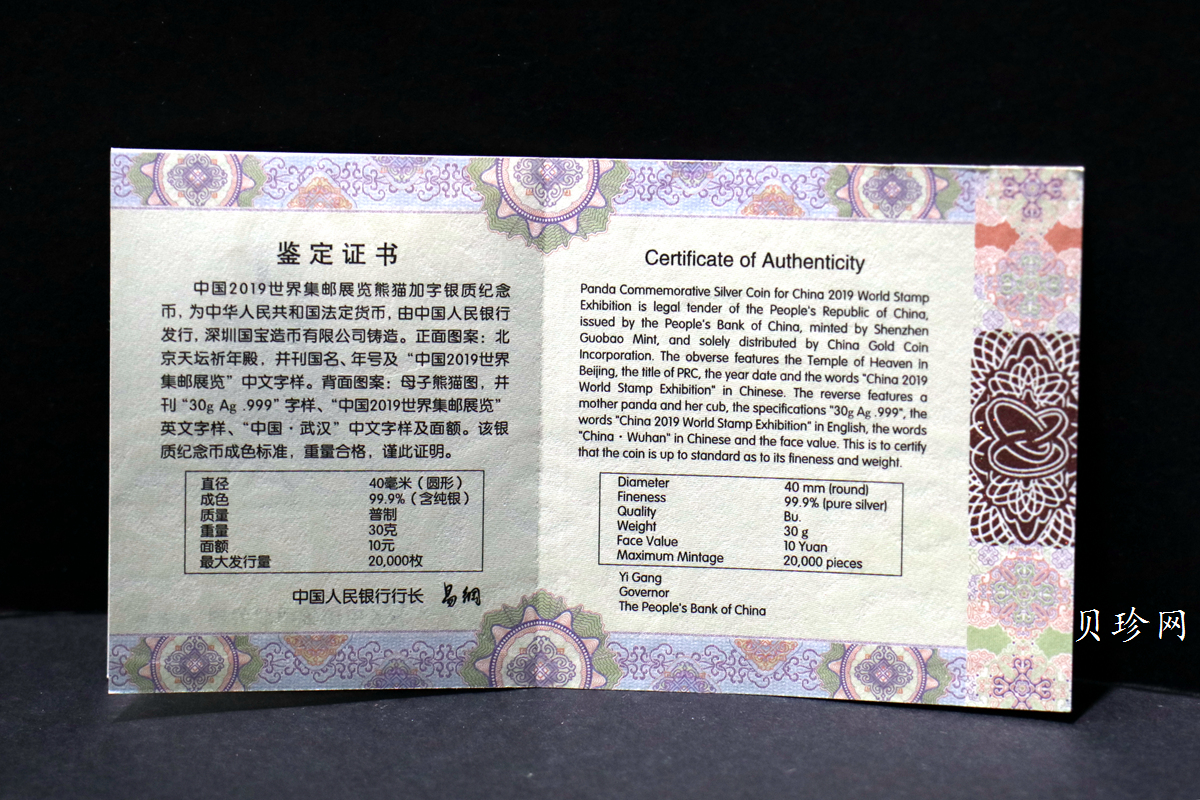 鉴定证书
中国2019世界集邮展览熊猫加字银质纪念
币，为中华人民共和国法定货币，由中国人民银行
发行，深圳国宝造币有限公司铸造。正面图案：北
京天坛祈年殿，并刊国名、年号及“中国2019世界
集邮展览”中文字样。背面图案：母子熊猫图，并
刊“30g Ag .999”字样、“中国2019世界集邮展览”
英文字样、“中国·武汉”中文字样及面额。该银
质纪念币成色标准，重量合格，谨此证明。
直径 40毫米（圆形）
成色 99.9%（含纯银）
质量 普制
重量 30克
面额 10元
最大发行量 20,000枚
中国人民银行行长 易纲
Certificate of Authenticity
Panda Commemorative Silver Coin for China 2019 World Stamp
Exhibition is legal tender of the People's Republic of China,
issued by the People's Bank of China, minted by Shenzhen
Guobao Mint, and solely distributed by China Gold Coin
Incorporation. The obverse features the Temple of Heaven in
Beijing, the title of PRC, the year date and the words "China 2019
World Stamp Exhibition" in Chinese. The reverse features a
mother panda and her cub, the specifications "30g Ag .999", the
words "China 2019 World Stamp Exhibition" in English, the words
"China·Wuhan" in Chinese and the face value. This is to certify
that the coin is up to standard as to its fineness and weight.
Diameter 40 mm (round)
Fineness 99.9% (pure silver)
Quality Bu.
Weight 30 g
Face Value 10 Yuan
Maximum Mintage 20,000 pieces
Yi Gang
Governor
The People's Bank of China
贝珍网